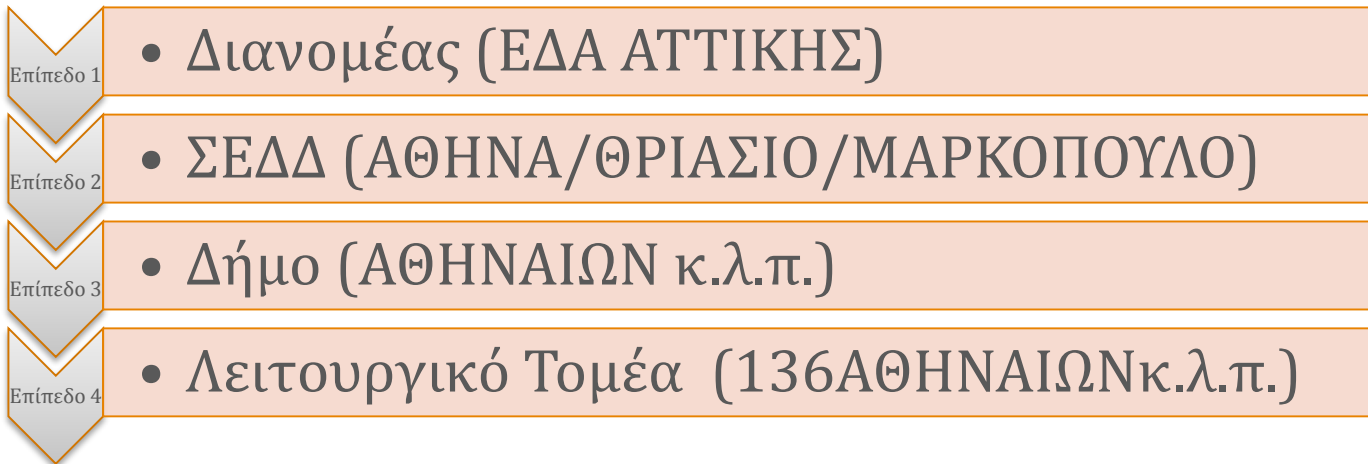 Επίπεδο 1
• Διανομέας (ΕΔΑ ΑΤΤΙΚΗΣ)
Επίπεδο 2
• ΣΕΔΔ (ΑΘΗΝΑ/ΘΡΙΑΣΙΟ/ΜΑΡΚΟΠΟΥΛΟ)
Επίπεδο 3
• Δήμο (ΑΘΗΝΑΙΩΝ κ.λ.π.)
Επίπεδο 4
• Λειτουργικό Τομέα (136ΑΘΗΝΑΙΩΝκ.λ.π.)